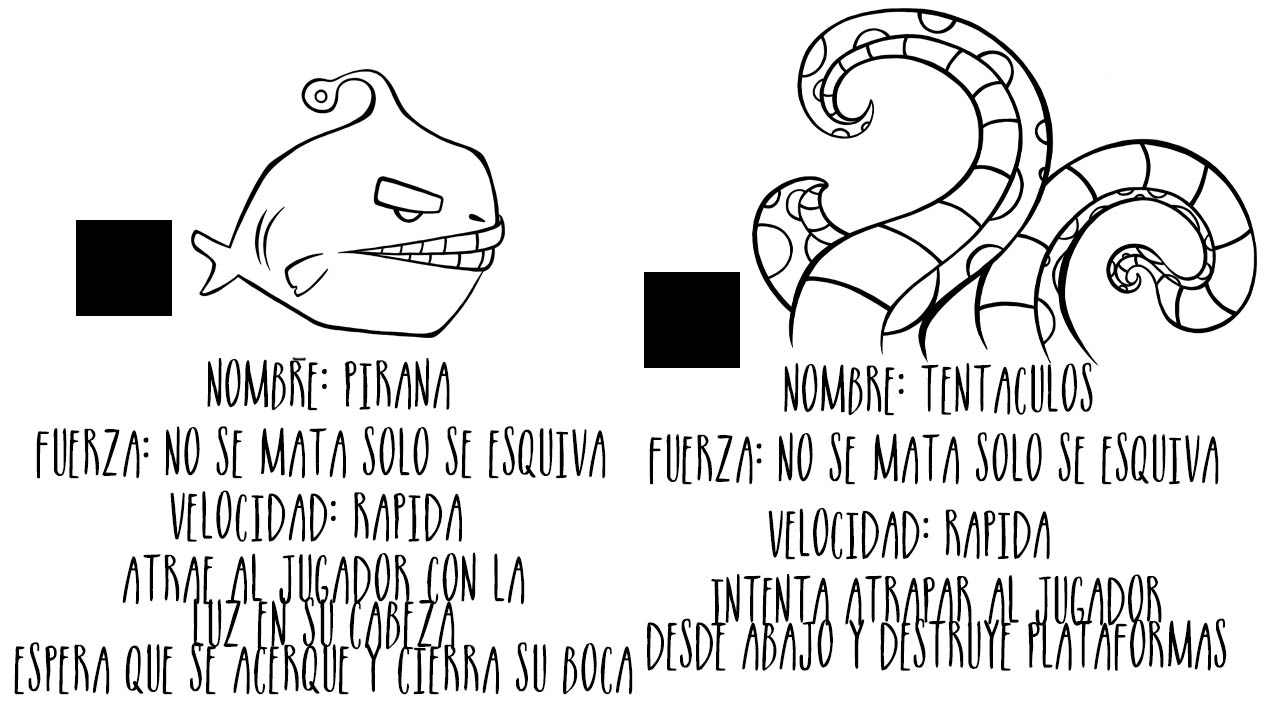 NOMBRE: PIRANA
FUERZA: NO SE MATA SOLO SE ESQUIVA
VELOCIDAD: RAPIDA
ATRAE AL JUGADOR CON LA
LUZ EN SU CABEZA
ESPERA QUE SE ACERQUE Y CIERRA SU BOCA
NOMBRE: TENTACULOS
FUERZA: NO SE MATA SOLO SE ESQUIVA
VELOCIDAD: RAPIDA
INTENTA ATRAPAR AL JUGADOR
DESDE ABAJO Y DESTRUYE PLATAFORMAS